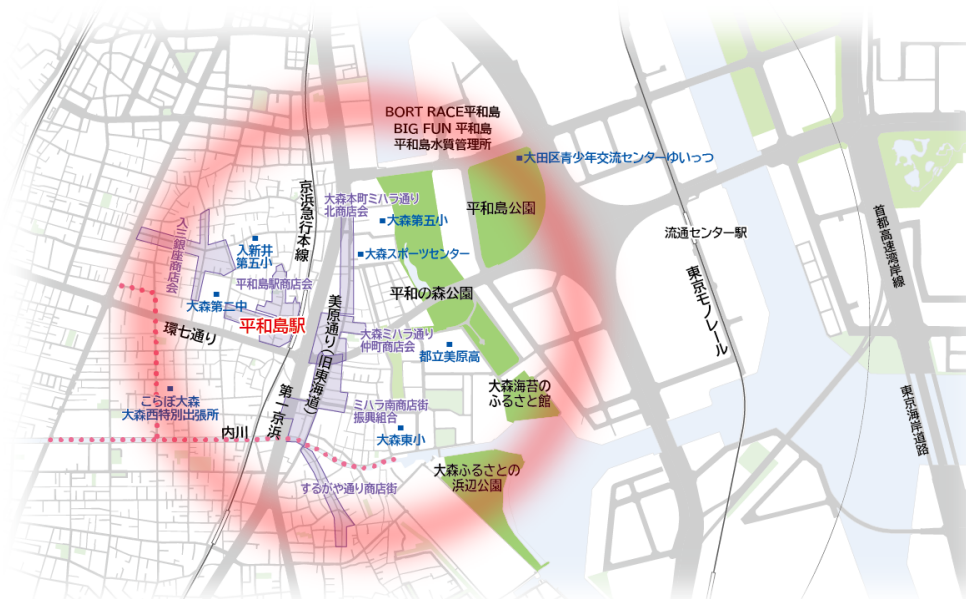 BORT RACE平和島
BIG FUN 平和島
平和島水質管理所
大田区青少年交流センターゆいっつ
京浜急行本線
大森本町ミハラ通り
北商店会
平和島公園
大森第五小
入三銀座商店会
流通センター駅
首都高速湾岸線
入新井
第五小
大森スポーツセンター
平和島駅商店会
大森第二中
平和の森公園
東京モノレール
美原通り(旧東海道)
平和島駅
環七通り
大森ミハラ通り
仲町商店会
都立美原高
大森海苔の
ふるさと館
第一京浜
東京海岸道路
こらぼ大森
大森西特別出張所
ミハラ南商店街
振興組合
内川
大森東小
大森ふるさとの
浜辺公園
するがや通り商店街